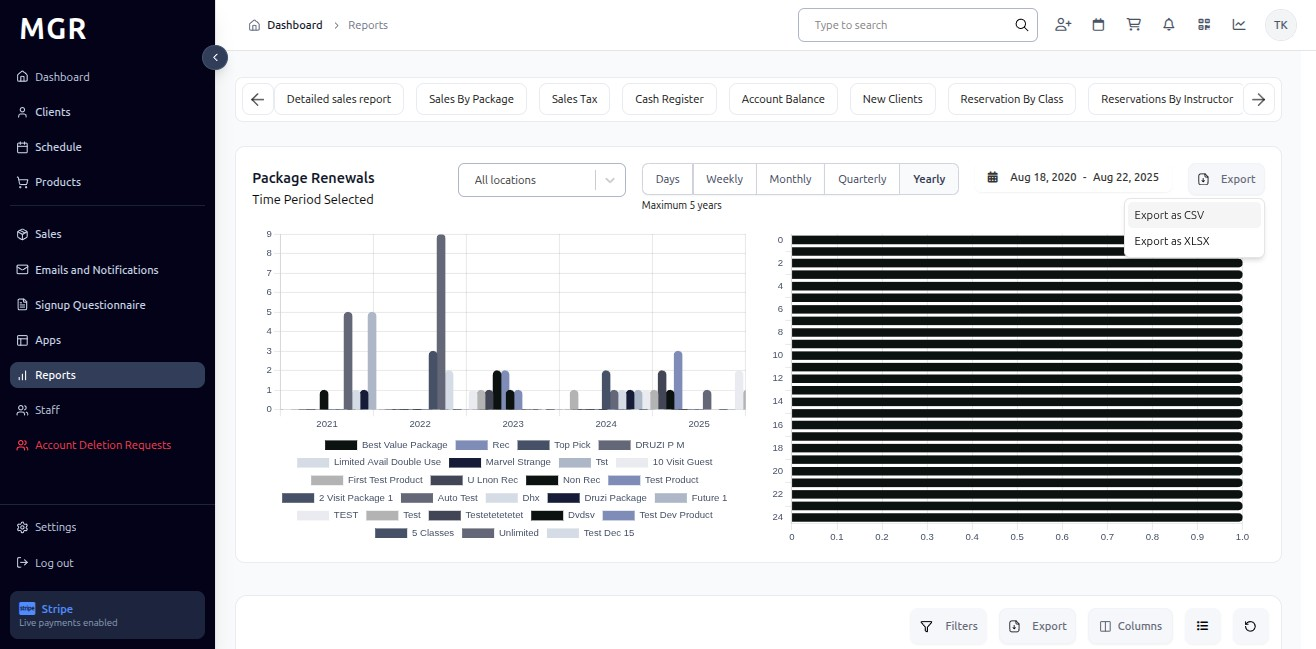 MGR
Dashboard
Clients
Schedule
Products
Sales
Emails and Notifications
Signup Questionnaire
Apps
Reports
Staff
Account Deletion Requests
Settings
Log out
stripe Stripe
Live payments enabled
Dashboard > Reports
Type to search
TK
Detailed sales report Sales By Package Sales Tax Cash Register Account Balance New Clients Reservation By Class Reservations By Instructor
Package Renewals
Time Period Selected
All locations
Days Weekly Monthly Quarterly Yearly
Maximum 5 years
Aug 18, 2020 - Aug 22, 2025
Export
Export as CSV
Export as XLSX
9
8
7
6
5
4
3
2
1
0
2021 2022 2023 2024 2025
Best Value Package Rec Top Pick DRUZI P M
Limited Avail Double Use Marvel Strange Tst 10 Visit Guest
First Test Product U Lnon Rec Non Rec Test Product
2 Visit Package 1 Auto Test Dhx Druzi Package Future 1
TEST Test Testetetetetet Dvdsv Test Dev Product
5 Classes Unlimited Test Dec 15
0
2
4
6
8
10
12
14
16
18
20
22
24
0 0.1 0.2 0.3 0.4 0.5 0.6 0.7 0.8 0.9 1.0
Filters Export Columns